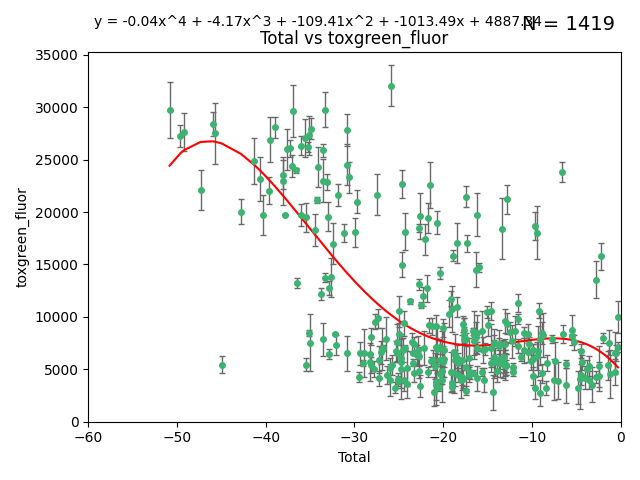 y = -0.04x^4 + -4.17x^3 + -109.41x^2 + -1013.49x + 4887.
N = 1419
Total vs toxgreen_fluor
35000
30000
25000
20000
15000
10000
5000
0
toxgreen_fluor
−60 −50 −40 −30 −20 −10 0
Total